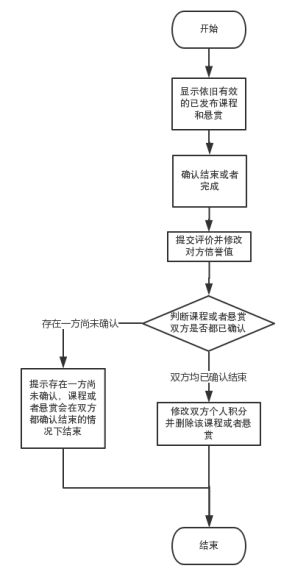 开始
显示依旧有效
的已发布课程
和悬赏
确认结束或者
完成
提交评价并修改
对方信誉值
判断课程或者悬赏
双方是否都已确认
存在一方尚未确认
双方均已确认结束
提示存在一方尚
未确认，课程或
者悬赏会在双方
都确认结束的情
况下结束
修改双方个人积分
并删除该课程或者悬
赏
结束